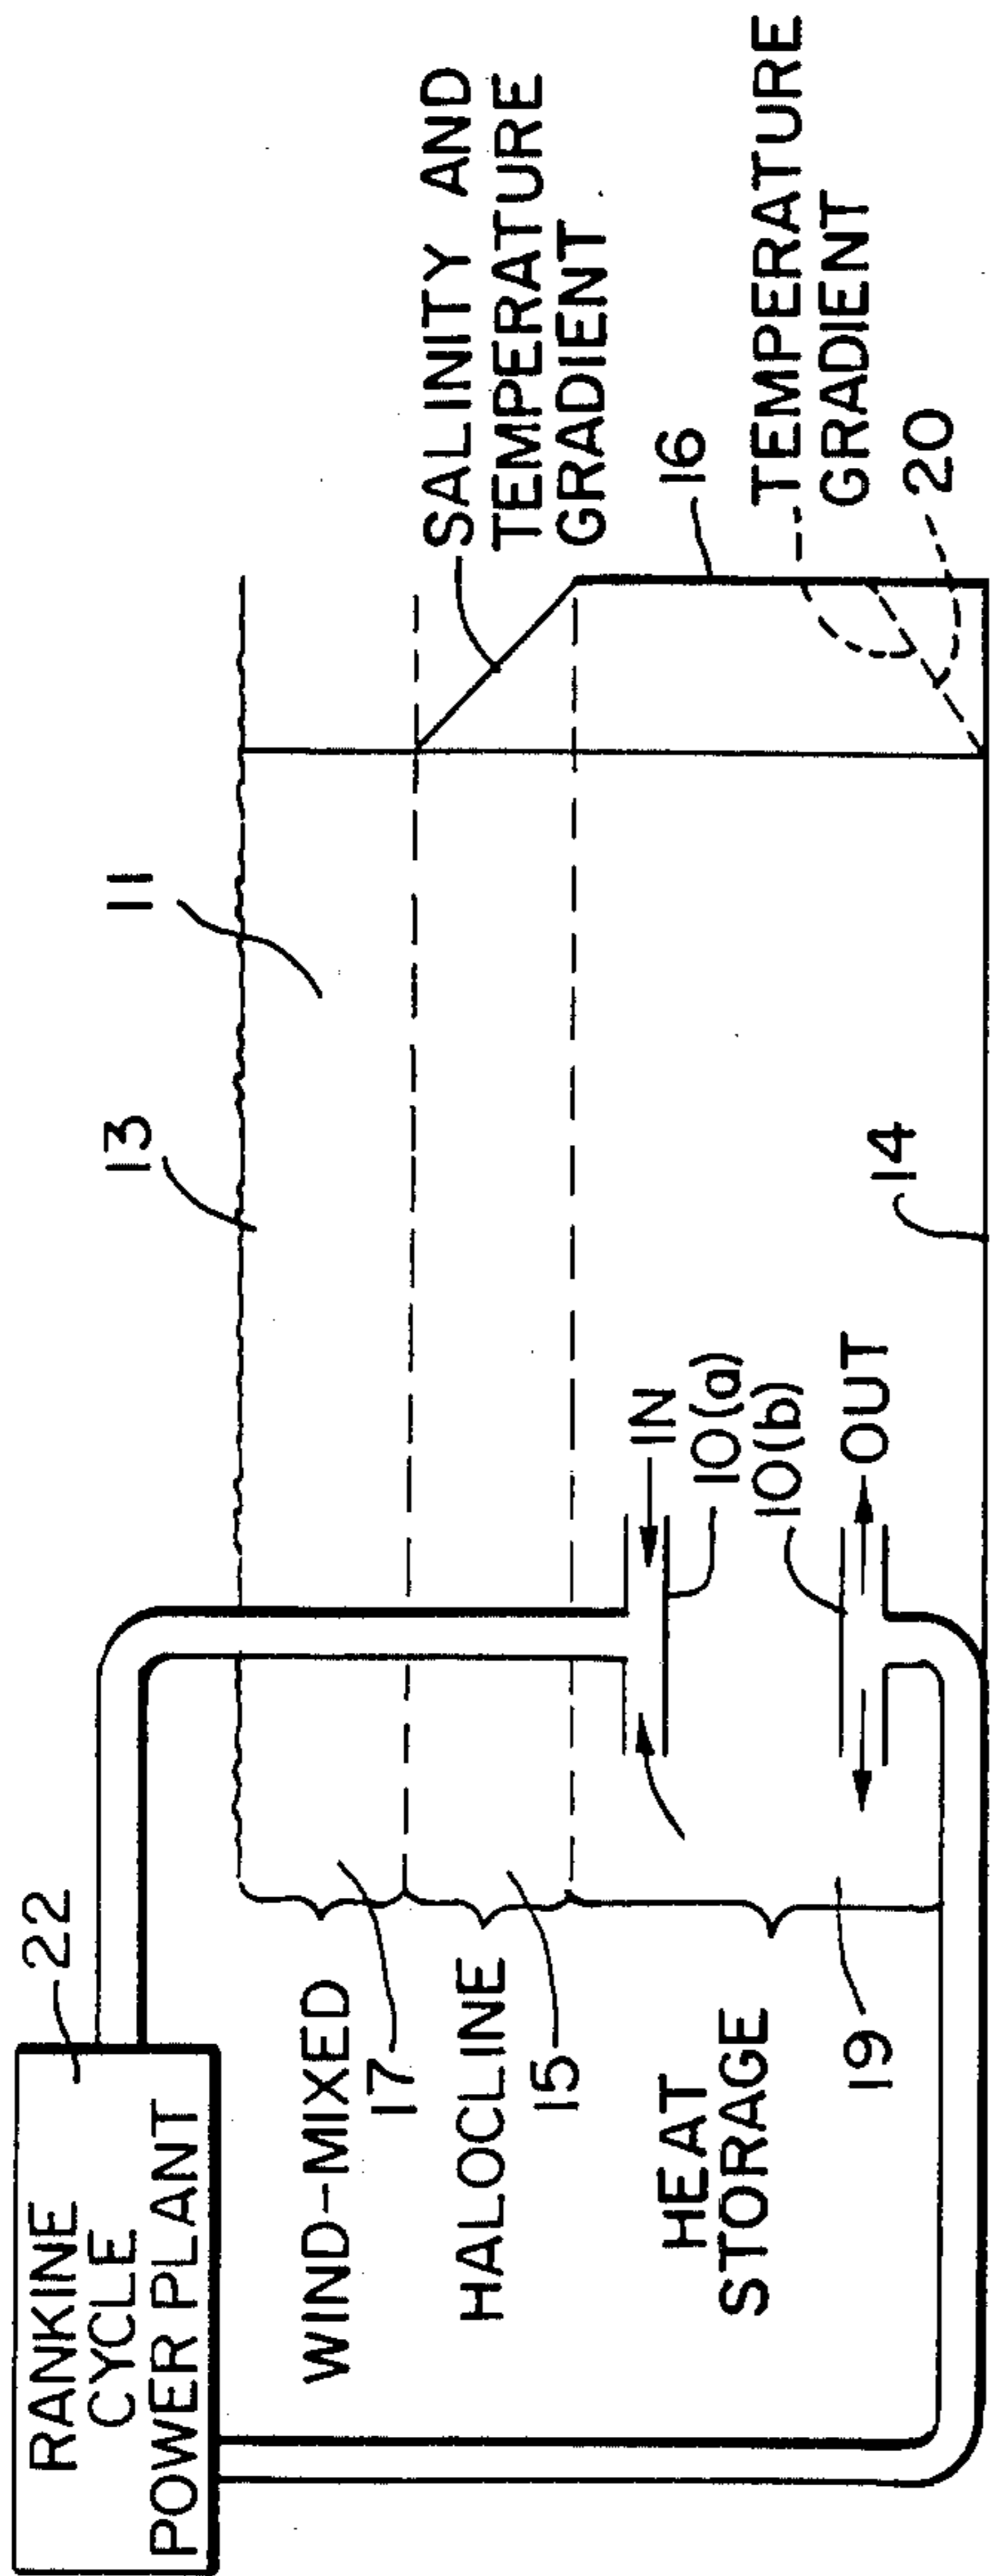 RANKINE
CYCLE
POWER PLANT
22
13
11
WIND-MIXED
17
HALOCLINE
15
HEAT
STORAGE
19
IN
10(a)
10(b)
OUT
14
SALINITY AND
TEMPERATURE
GRADIENT
16
TEMPERATURE
GRADIENT
20